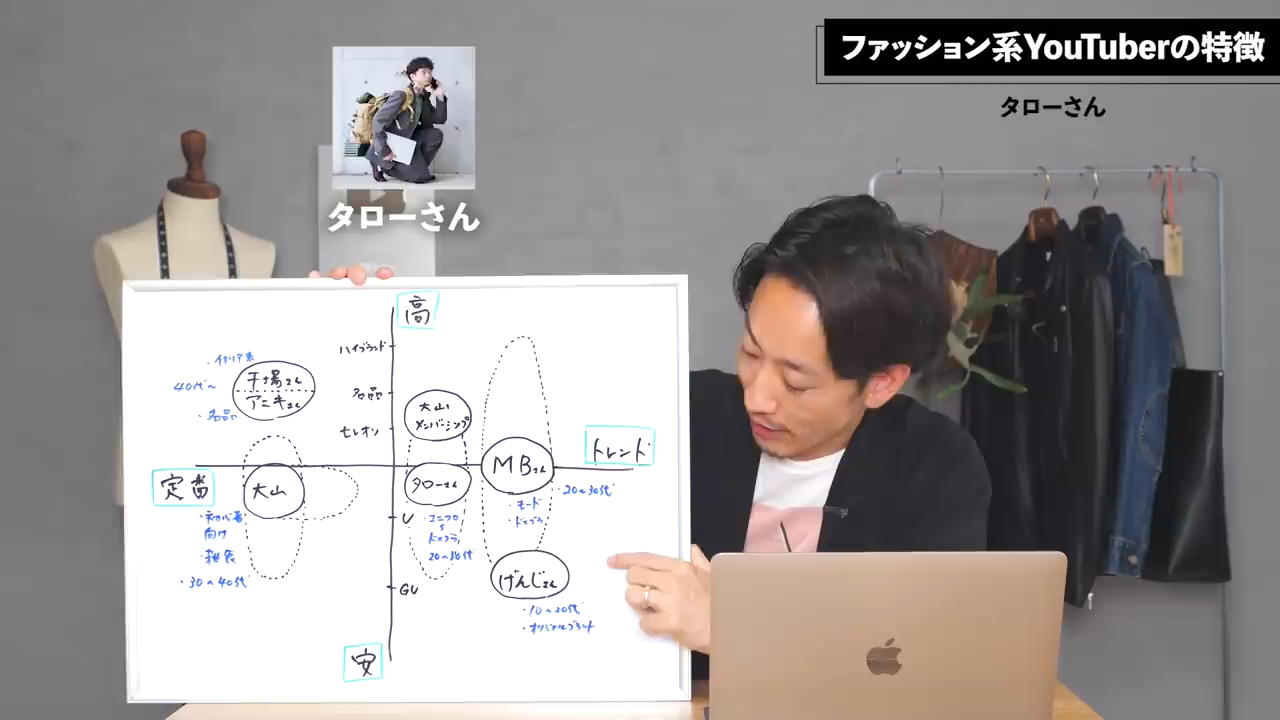 ファッション系YouTuberの特徴
タローさん
タローさん
高
ハイブランド
名品
セレオリ
トレンド
定番
U
GU
安
・イタリア系
40代〜
・名品
干場さん
アニキさん
大山
・初心者
向け
・雑食
・30〜40代
大山
メンバーシップ
タローさん
・ユニクロ
ドメブラ
20〜30代
MBさん
・20〜30代
・モード
・ドメブラ
げんじさん
・10〜20代
・オリジナルブランド